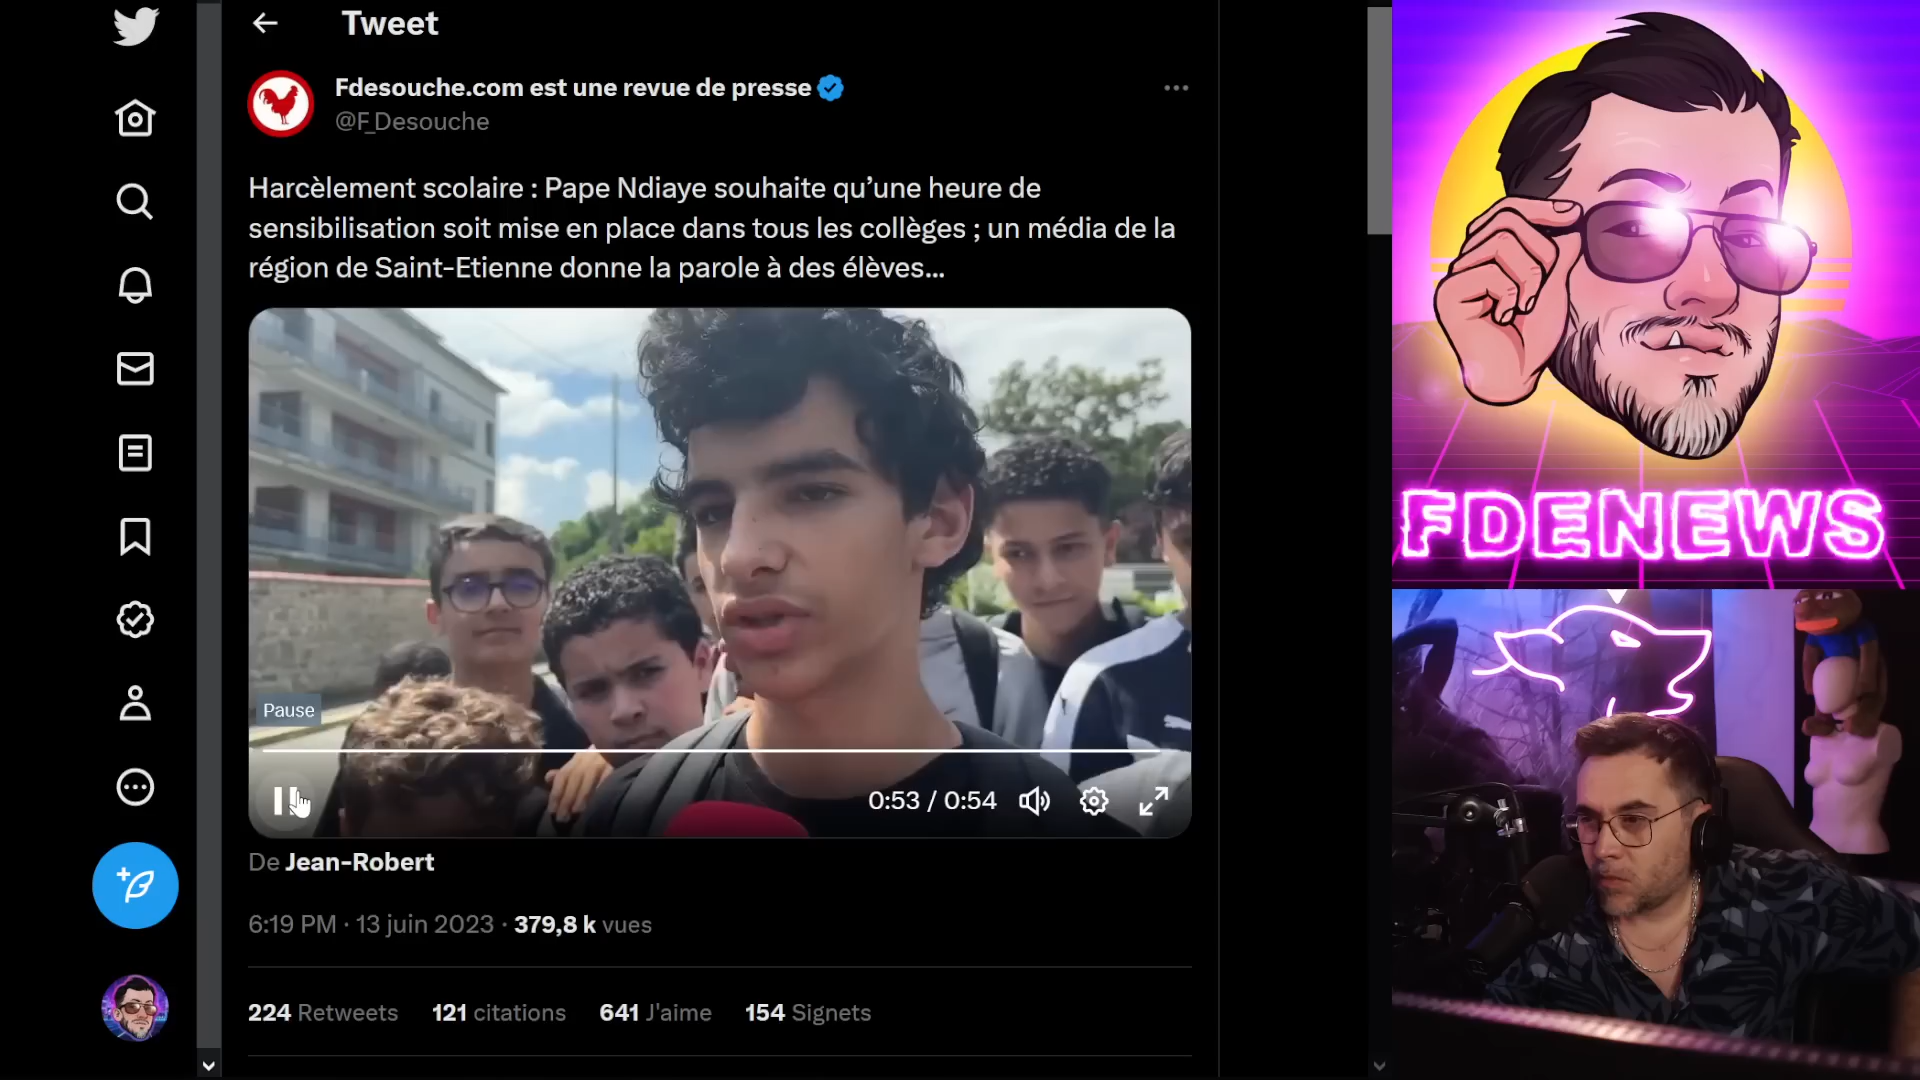 Tweet
Fdesouche.com est une revue de presse
@F_Desouche
Harcèlement scolaire : Pape Ndiaye souhaite qu’une heure de
sensibilisation soit mise en place dans tous les collèges ; un média de la
région de Saint-Etienne donne la parole à des élèves...
Pause
0:53 / 0:54
De Jean-Robert
6:19 PM · 13 juin 2023 · 379,8 k vues
224 Retweets 121 citations 641 J'aime 154 Signets
FDENEWS